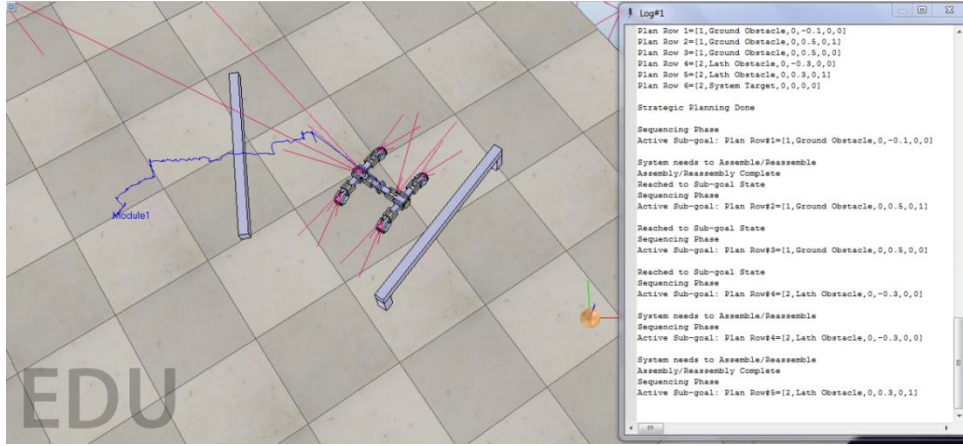 Log#1
Plan Row 1=[1,Ground Obstacle,0,-0.1,0,0]
Plan Row 2=[1,Ground Obstacle,0,0.5,0,1]
Plan Row 3=[1,Ground Obstacle,0,0.5,0,0]
Plan Row 4=[2,Lath Obstacle,0,-0.3,0,0]
Plan Row 5=[2,Lath Obstacle,0,0.3,0,1]
Plan Row 6=[2,System Target,0,0,0,0]
Strategic Planning Done
Sequencing Phase
Active Sub-goal: Plan Row#1=[1,Ground Obstacle,0,-0.1,0,0]
System needs to Assemble/Reassemble
Assembly/Reassembly Complete
Reached to Sub-goal State
Sequencing Phase
Active Sub-goal: Plan Row#2=[1,Ground Obstacle,0,0.5,0,1]
Reached to Sub-goal State
Sequencing Phase
Active Sub-goal: Plan Row#3=[1,Ground Obstacle,0,0.5,0,0]
Reached to Sub-goal State
Sequencing Phase
Active Sub-goal: Plan Row#4=[2,Lath Obstacle,0,-0.3,0,0]
System needs to Assemble/Reassemble
Sequencing Phase
Active Sub-goal: Plan Row#4=[2,Lath Obstacle,0,-0.3,0,0]
System needs to Assemble/Reassemble
Assembly/Reassembly Complete
Sequencing Phase
Active Sub-goal: Plan Row#5=[2,Lath Obstacle,0,0.3,0,1]
Module1
EDU